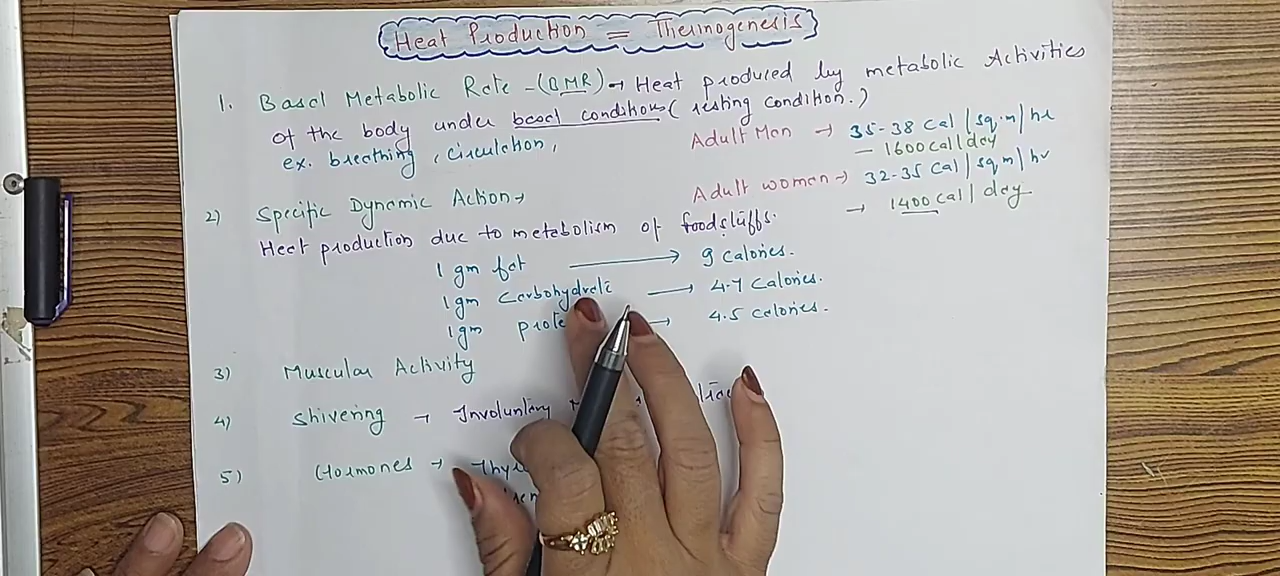 Heat Production = Thermogenesis
1. Basal Metabolic Rate - (BMR) → Heat produced by metabolic Activities
of the body under basal conditions (resting condition.)
ex. breathing, circulation,
Adult Man → 35-38 Cal/sq.m/hr
- 1600 cal/day
Adult women → 32-35 Cal/sq m/hr
→ 1400 cal/day
2) Specific Dynamic Action →
Heat production due to metabolism of foodstuffs.
1 gm fat → 9 Calories.
1 gm Carbohydrate → 4.7 Calories.
1 gm → 4.5 Calories.
3) Muscular Activity
4) Shivering → Involuntary
5) Hormones →